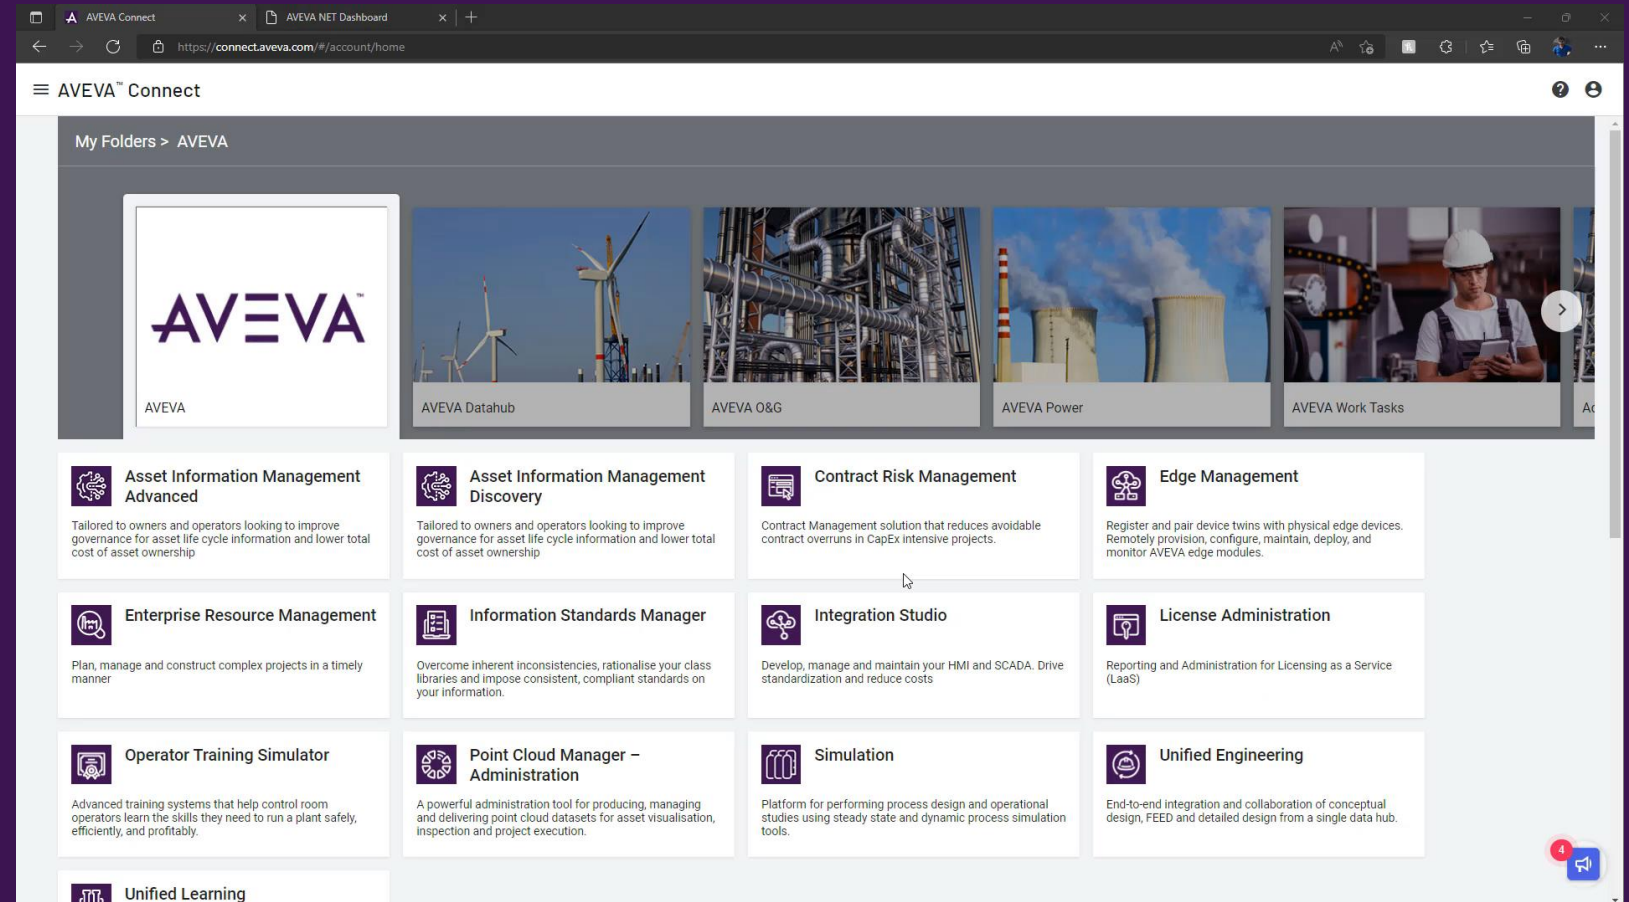 AVEVA Connect
AVEVA NET Dashboard
https://connect.aveva.com/#/account/home
AVEVA™ Connect
My Folders > AVEVA
AVEVA™
AVEVA
AVEVA Datahub
AVEVA O&G
AVEVA Power
AVEVA Work Tasks
Asset Information Management
Advanced
Tailored to owners and operators looking to improve
governance for asset life cycle information and lower total
cost of asset ownership
Asset Information Management
Discovery
Tailored to owners and operators looking to improve
governance for asset life cycle information and lower total
cost of asset ownership
Contract Risk Management
Contract Management solution that reduces avoidable
contract overruns in CapEx intensive projects.
Edge Management
Register and pair device twins with physical edge devices.
Remotely provision, configure, maintain, deploy, and
monitor AVEVA edge modules.
Enterprise Resource Management
Plan, manage and construct complex projects in a timely
manner
Information Standards Manager
Overcome inherent inconsistencies, rationalise your class
libraries and impose consistent, compliant standards on
your information.
Integration Studio
Develop, manage and maintain your HMI and SCADA. Drive
standardization and reduce costs
License Administration
Reporting and Administration for Licensing as a Service
(LaaS)
Operator Training Simulator
Advanced training systems that help control room
operators learn the skills they need to run a plant safely,
efficiently, and profitably.
Point Cloud Manager –
Administration
A powerful administration tool for producing, managing
and delivering point cloud datasets for asset visualisation,
inspection and project execution.
Simulation
Platform for performing process design and operational
studies using steady state and dynamic process simulation
tools.
Unified Engineering
End-to-end integration and collaboration of conceptual
design, FEED and detailed design from a single data hub.
4
Unified Learning